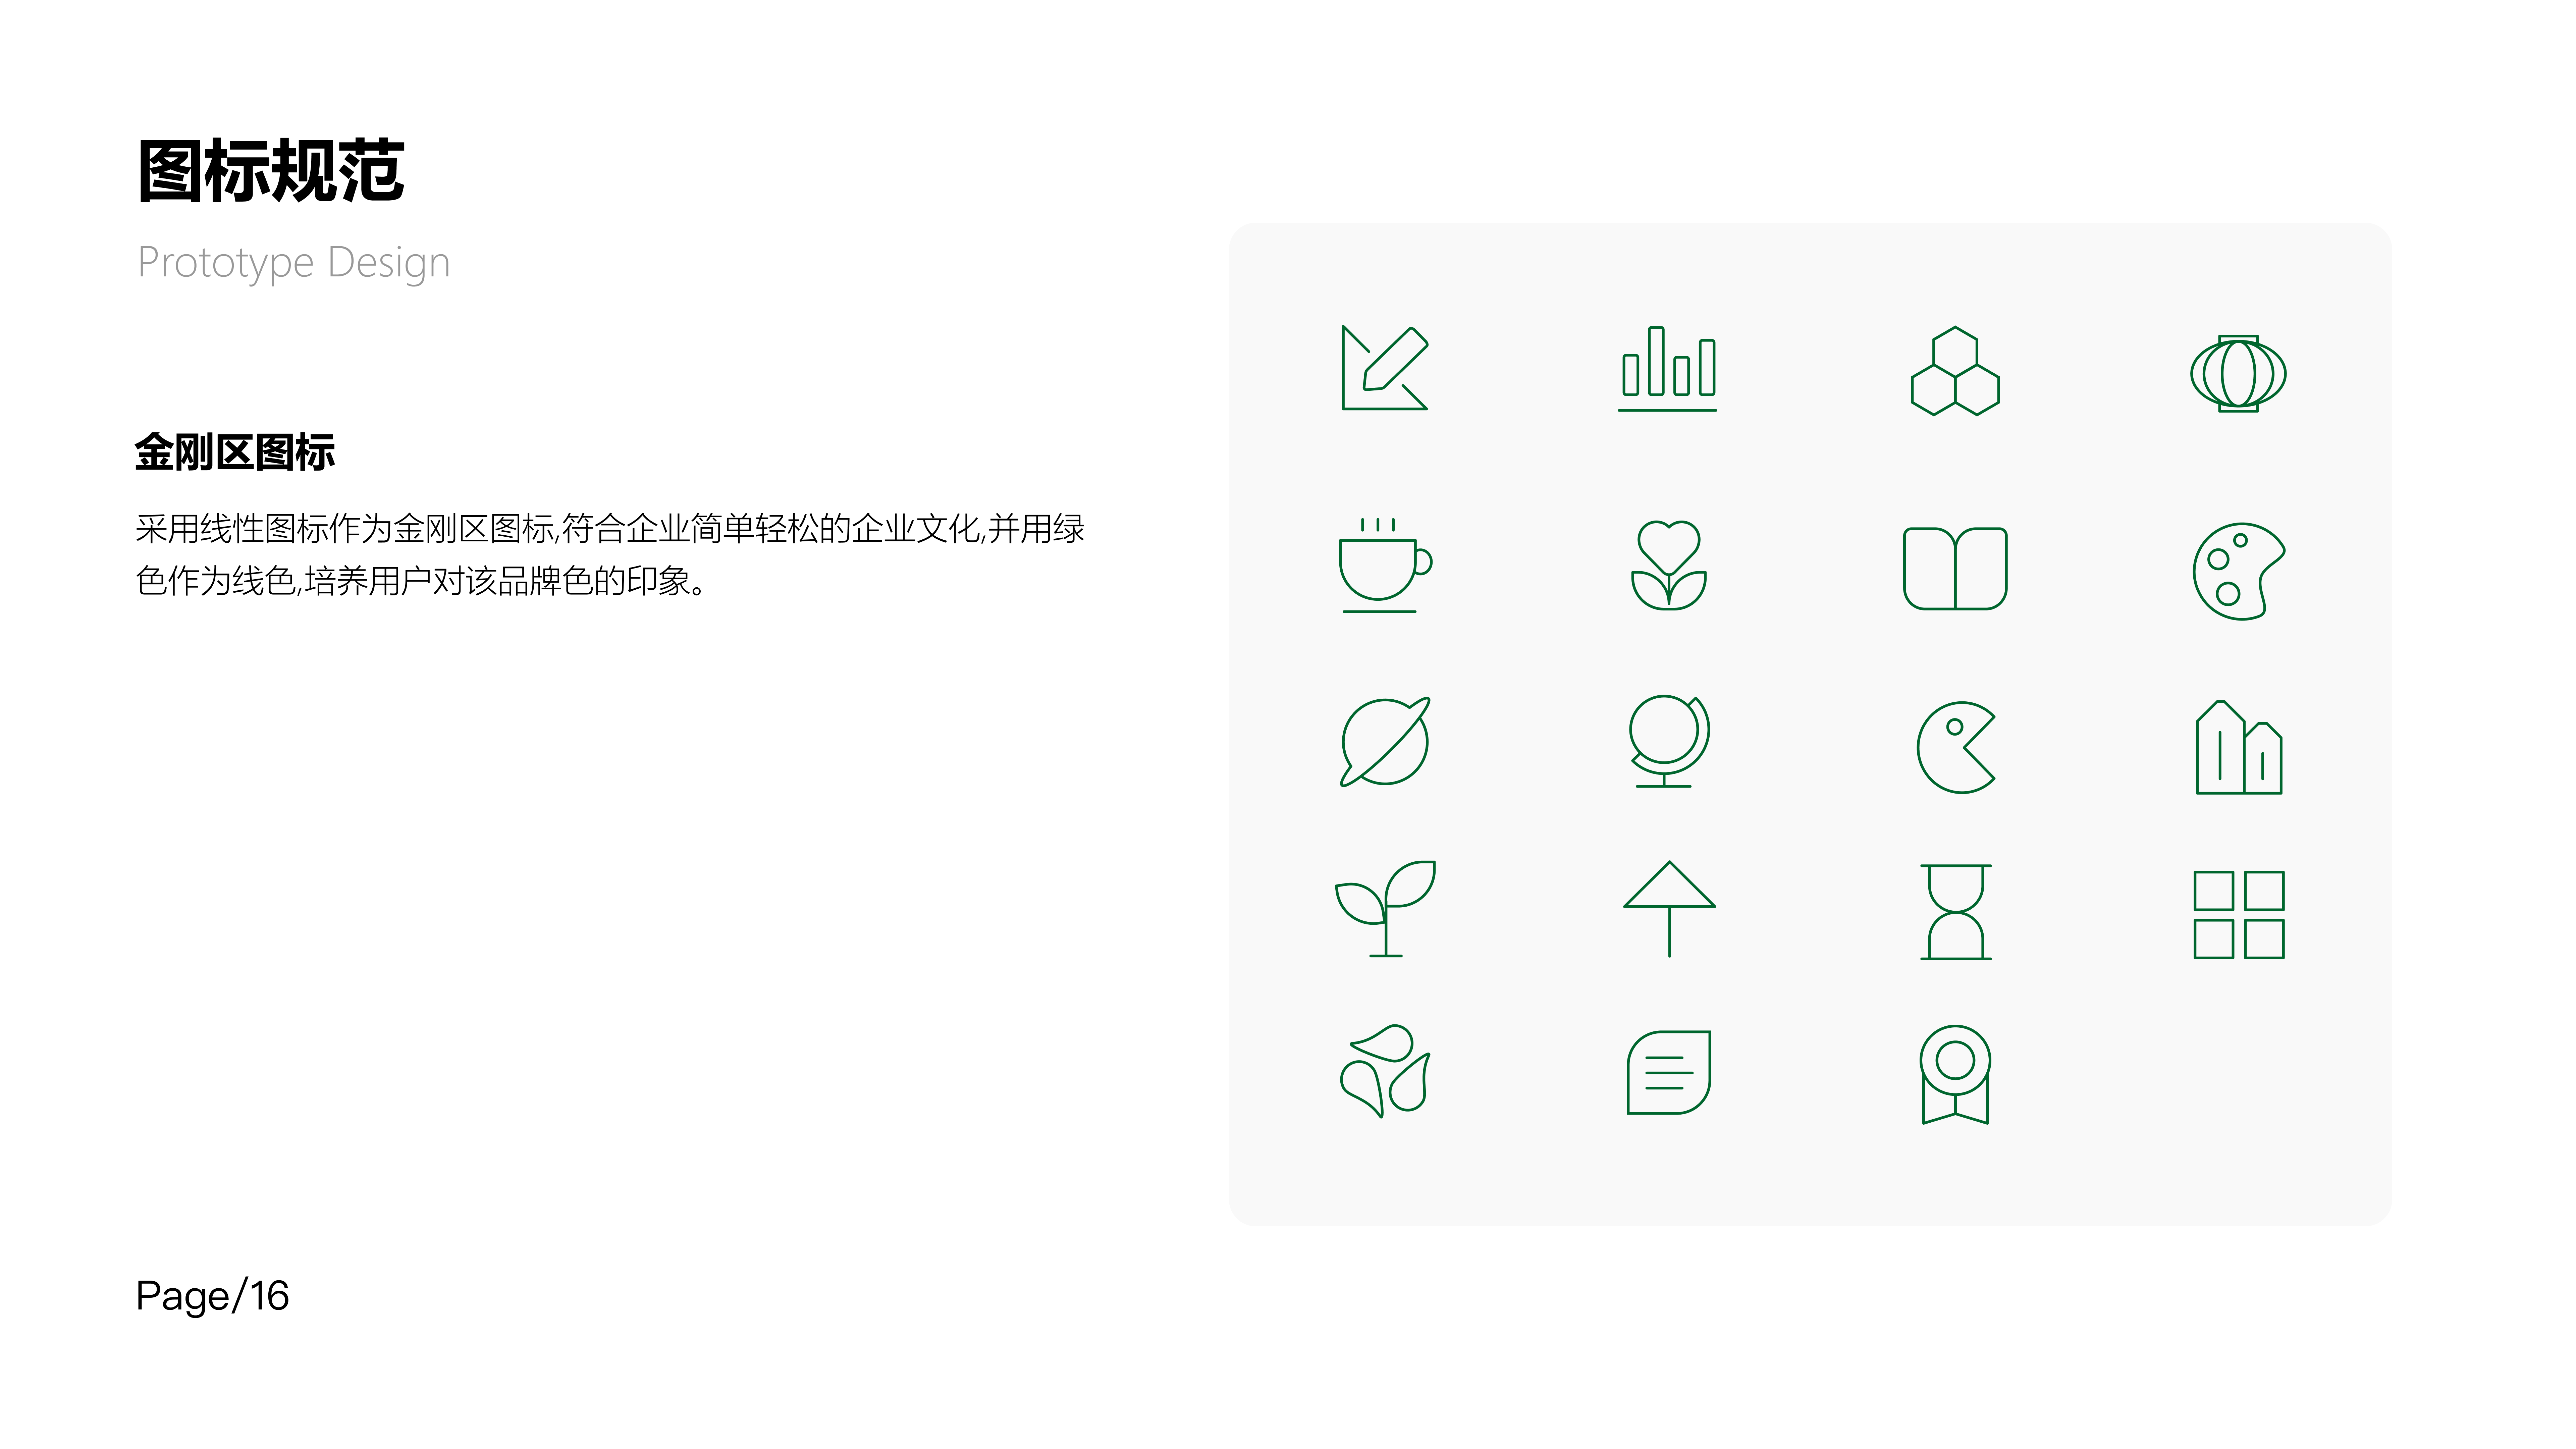 图标规范
Prototype Design
金刚区图标
采用线性图标作为金刚区图标,符合企业简单轻松的企业文化,并用绿
色作为线色,培养用户对该品牌色的印象。
Page/16